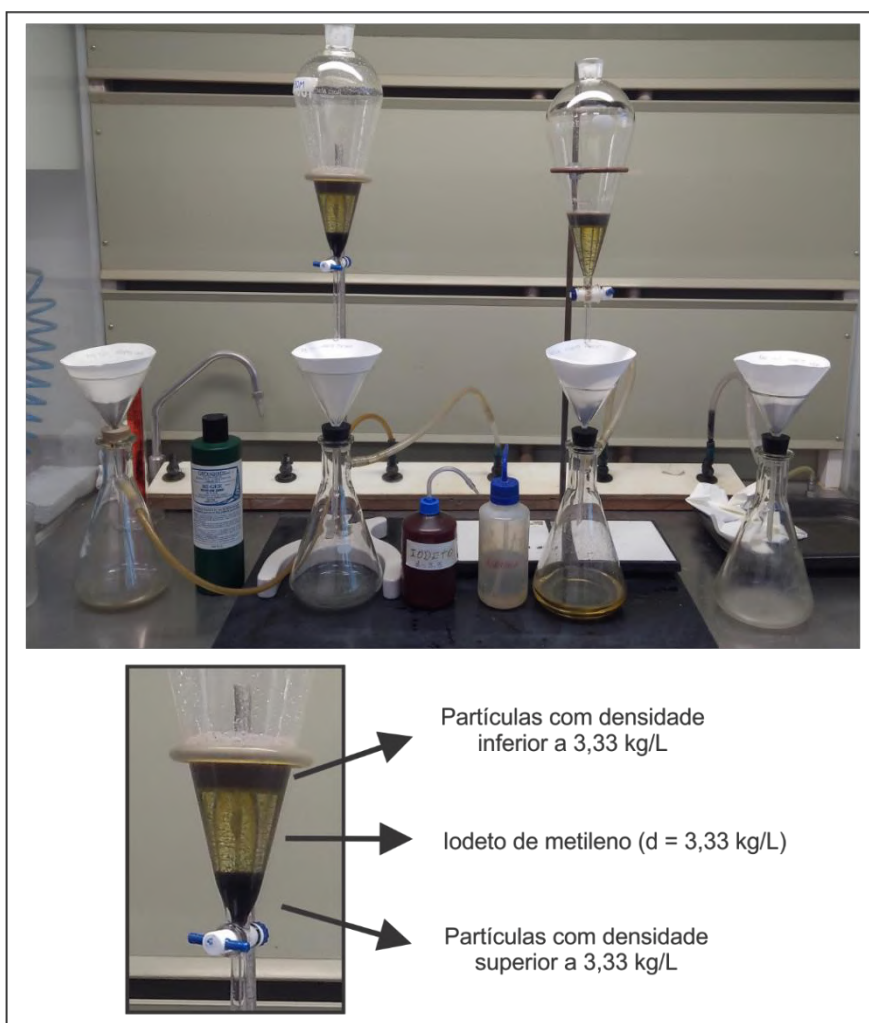 IODETO
Partículas com densidade
inferior a 3,33 kg/L
Iodeto de metileno (d = 3,33 kg/L)
Partículas com densidade
superior a 3,33 kg/L